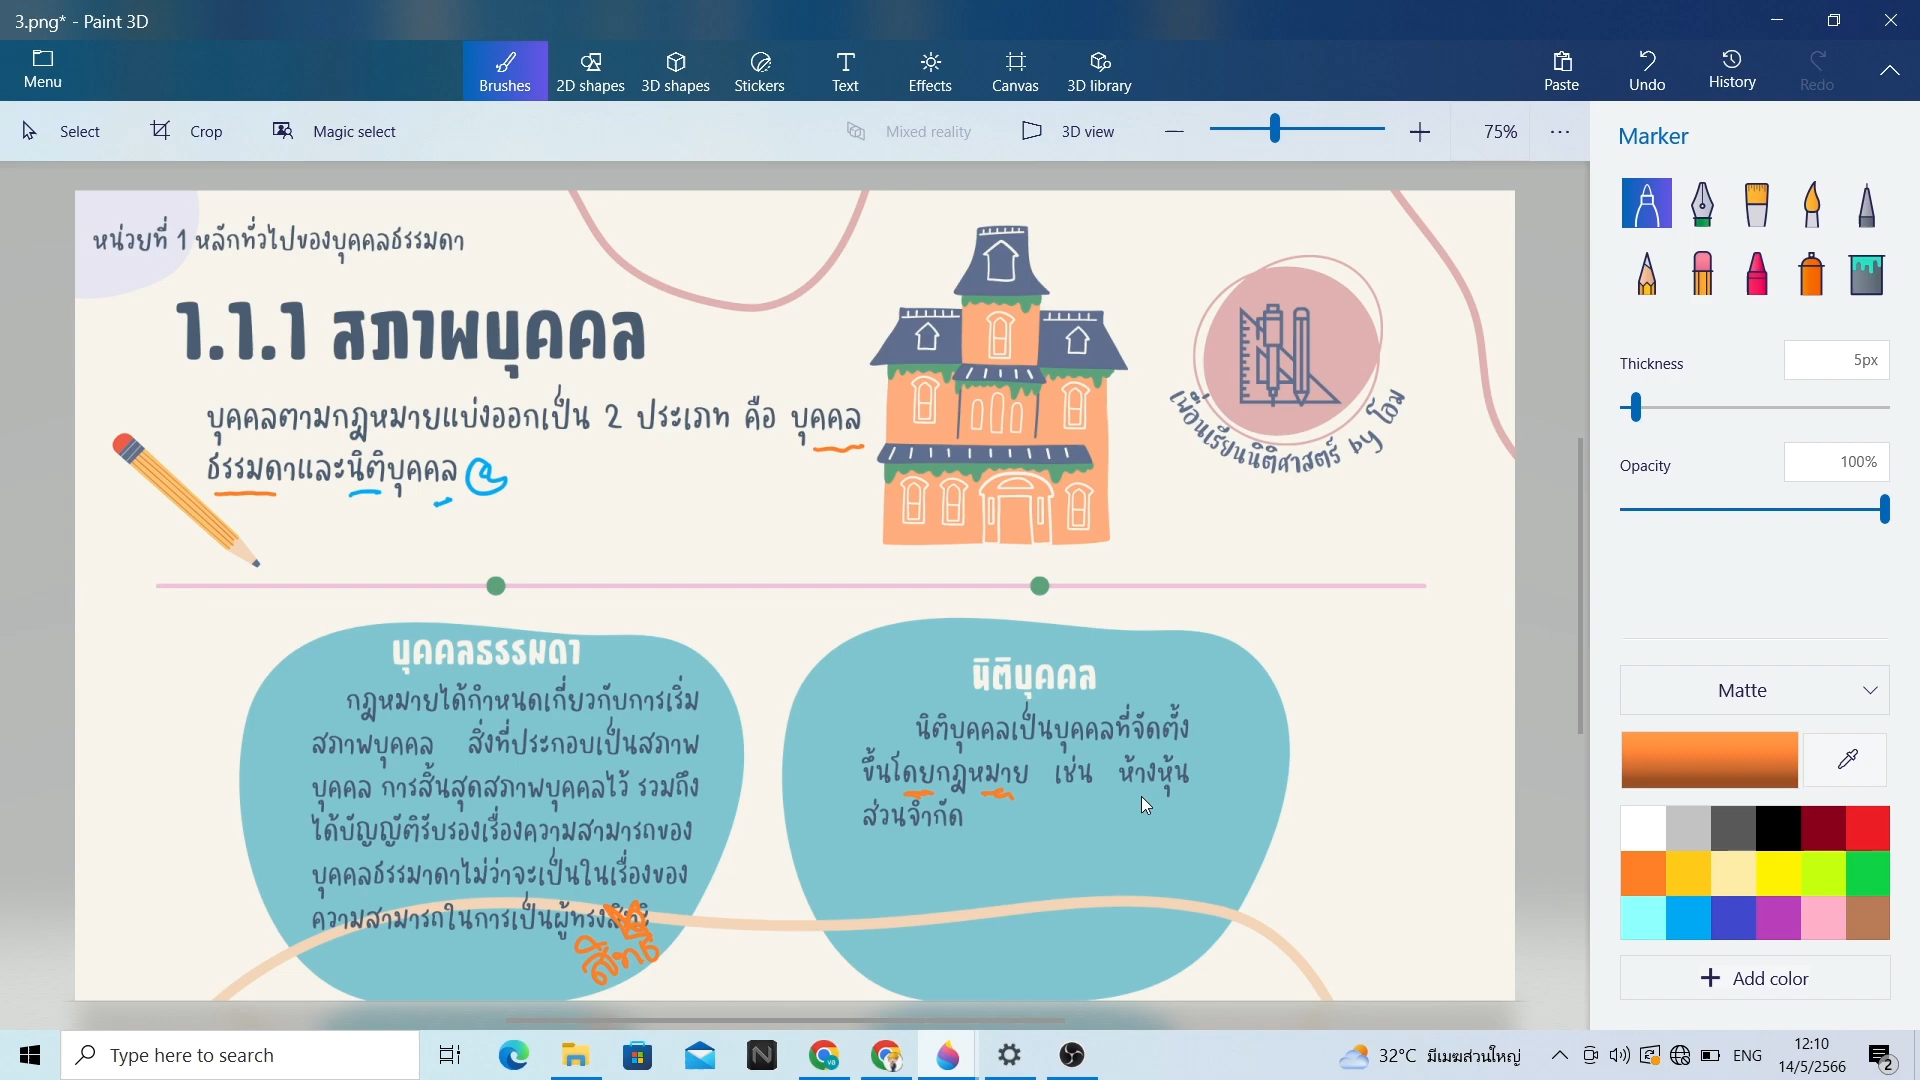 3.png* - Paint 3D
Menu
Brushes
2D shapes
3D shapes
Stickers
Text
Effects
Canvas
3D library
Paste
Undo
History
Redo
Select
Crop
Magic select
Mixed reality
3D view
75%
Marker
Thickness
5px
Opacity
100%
Matte
Add color
หน่วยที่ 1 หลักทั่วไปของบุคคลธรรมดา
1.1.1 สภาพบุคคล
บุคคลตามกฎหมายแบ่งออกเป็น 2 ประเภท คือ บุคคล
ธรรมดาและนิติบุคคล
เพื่อนเรียนนิติศาสตร์ by โอม
บุคคลธรรมดา
กฎหมายได้กำหนดเกี่ยวกับการเริ่ม
สภาพบุคคล สิ่งที่ประกอบเป็นสภาพ
บุคคล การสิ้นสุดสภาพบุคคลไว้ รวมถึง
ได้บัญญัติรับรองเรื่องความสามารถของ
บุคคลธรรมาดาไม่ว่าจะเป็นในเรื่องของ
ความสามารถในการเป็นผู้ทรง
สิทธิ
นิติบุคคล
นิติบุคคลเป็นบุคคลที่จัดตั้ง
ขึ้นโดยกฎหมาย เช่น ห้างหุ้น
ส่วนจำกัด
Type here to search
32°C มีเมฆส่วนใหญ่
ENG
12:10
14/5/2566
2